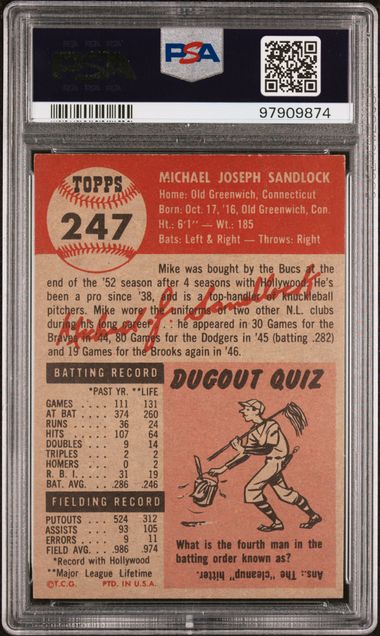 PSA
97909874
TOPPS
247
MICHAEL JOSEPH SANDLOCK
Home: Old Greenwich, Connecticut
Born: Oct. 17, '16, Old Greenwich, Con.
Ht.: 6'1" — Wt.: 185
Bats: Left & Right — Throws: Right
Mike was bought by the Bucs at the
end of the '52 season after 4 seasons with Hollywood. He's
been a pro since '38, and is a top-handler of knuckleball
pitchers. Mike wore the uniforms of two other N.L. clubs
during his long career . . . he appeared in 30 Games for the
Braves in '44, 80 Games for the Dodgers in '45 (batting .282)
and 19 Games for the Brooks again in '46.
Michael J. Sandlock
BATTING RECORD
*PAST YR. **LIFE
GAMES . . . . 111 131
AT BAT . . . . 374 260
RUNS . . . . 36 24
HITS . . . . 107 64
DOUBLES . . . 9 14
TRIPLES . . . 2 2
HOMERS . . . 0 2
R. B. I. . . . . 31 19
BAT. AVG. . . . .286 .246
FIELDING RECORD
PUTOUTS . . . 524 312
ASSISTS . . . 93 105
ERRORS . . . 9 11
FIELD AVG. . . .986 .974
*Record with Hollywood
**Major League Lifetime
©T.C.G. PTD. IN U.S.A.
DUGOUT QUIZ
What is the fourth man in the
batting order known as?
Ans.: The "cleanup" hitter.